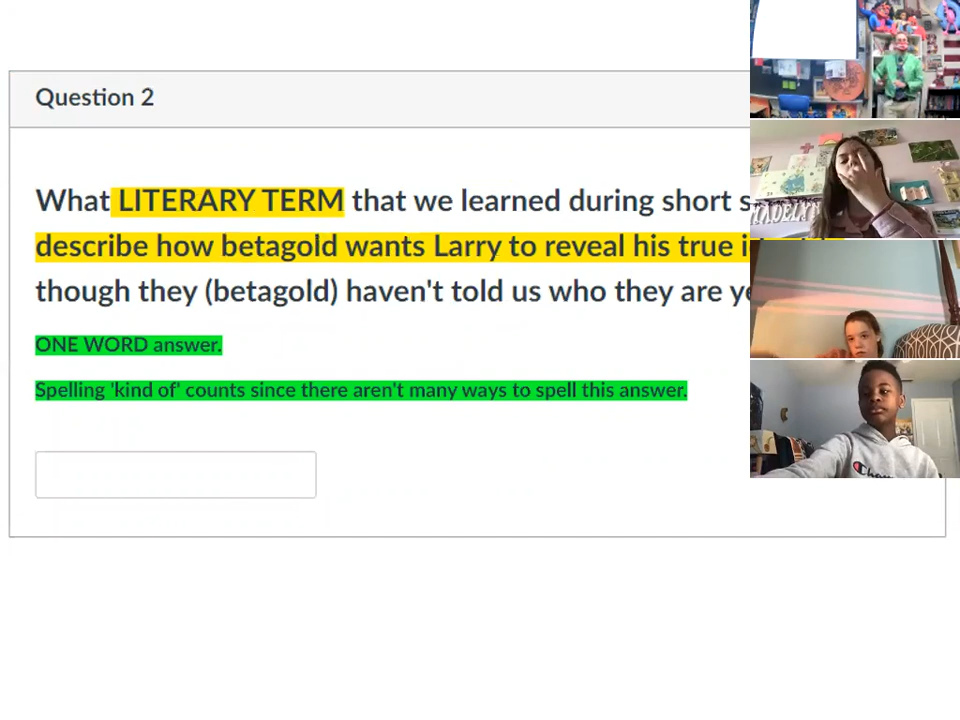 Question 2
What LITERARY TERM that we learned during short s
describe how betagold wants Larry to reveal his true
though they (betagold) haven't told us who they are
ONE WORD answer.
Spelling 'kind of' counts since there aren't many ways to spell this answer.